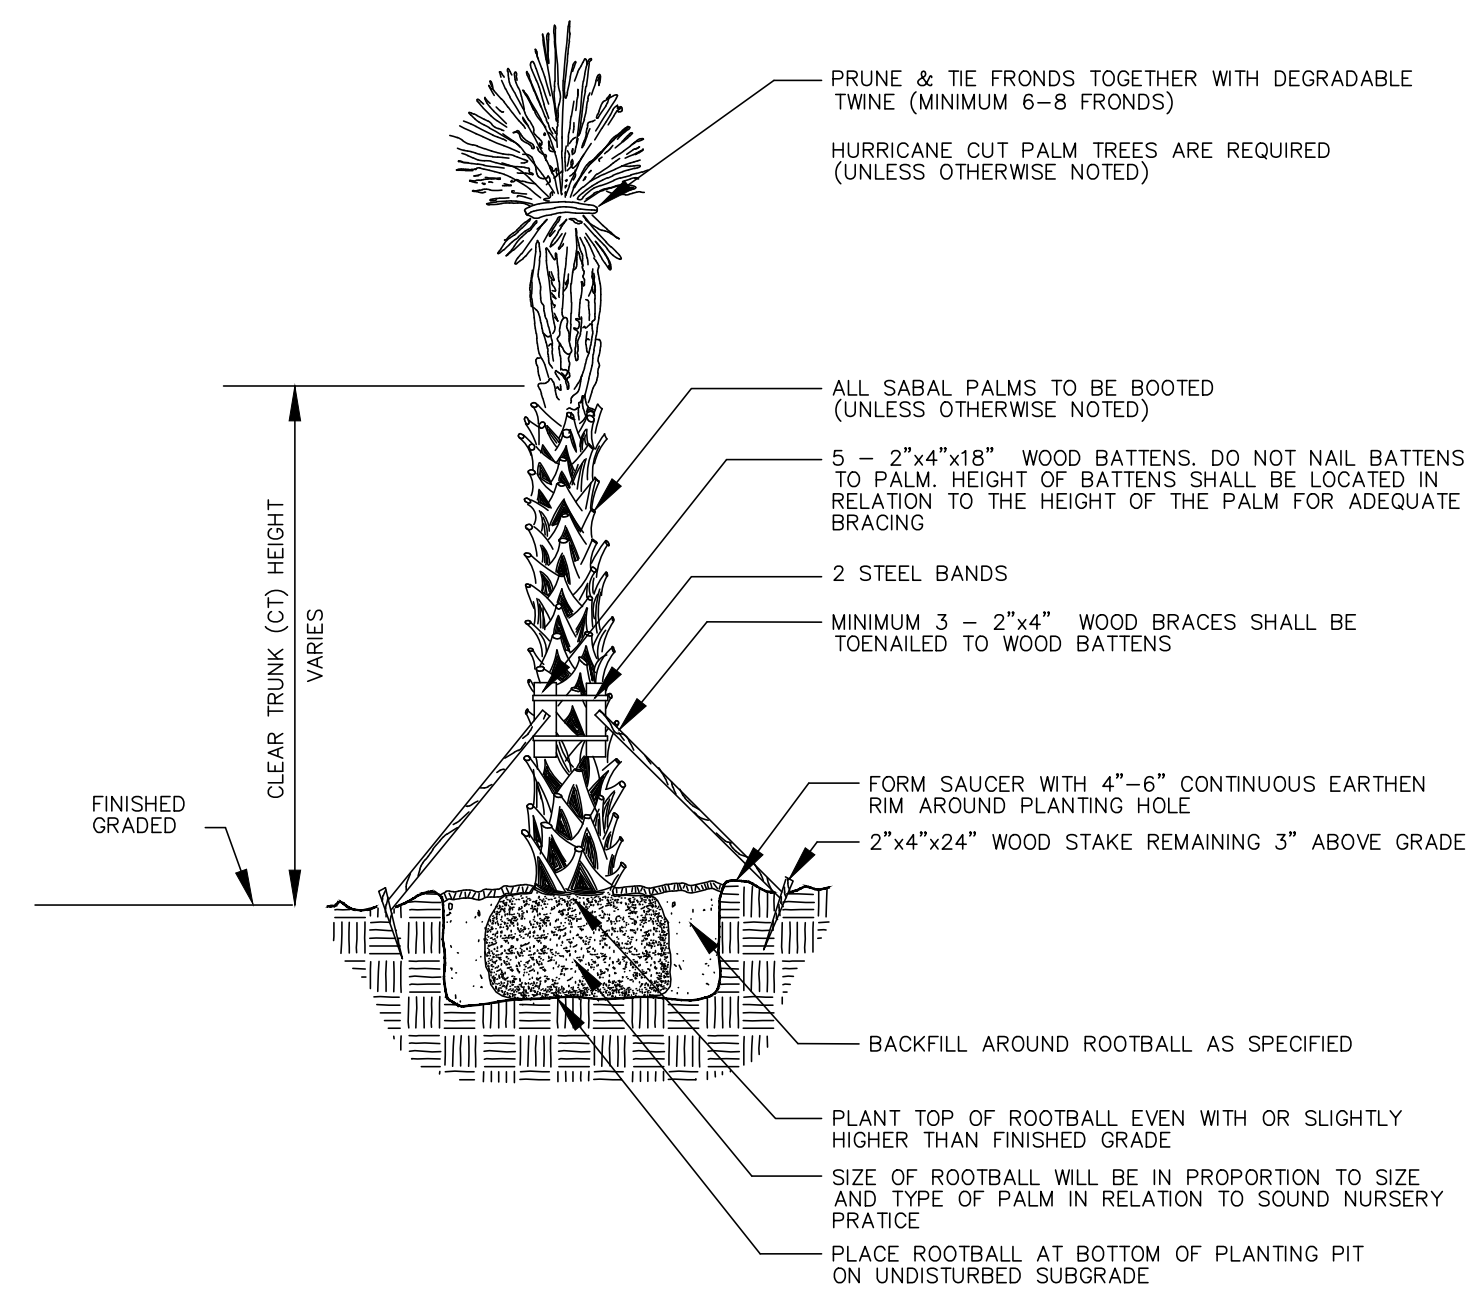 PRUNE & TIE FRONDS TOGETHER WITH DEGRADABLE
TWINE (MINIMUM 6-8 FRONDS)
HURRICANE CUT PALM TREES ARE REQUIRED
(UNLESS OTHERWISE NOTED)
ALL SABAL PALMS TO BE BOOTED
(UNLESS OTHERWISE NOTED)
5 - 2"x4"x18" WOOD BATTENS. DO NOT NAIL BATTENS
TO PALM. HEIGHT OF BATTENS SHALL BE LOCATED IN
RELATION TO THE HEIGHT OF THE PALM FOR ADEQUATE
BRACING
2 STEEL BANDS
MINIMUM 3 - 2"x4" WOOD BRACES SHALL BE
TOENAILED TO WOOD BATTENS
CLEAR TRUNK (CT) HEIGHT
VARIES
FINISHED
GRADED
FORM SAUCER WITH 4"-6" CONTINUOUS EARTHEN
RIM AROUND PLANTING HOLE
2"x4"x24" WOOD STAKE REMAINING 3" ABOVE GRADE
BACKFILL AROUND ROOTBALL AS SPECIFIED
PLANT TOP OF ROOTBALL EVEN WITH OR SLIGHTLY
HIGHER THAN FINISHED GRADE
SIZE OF ROOTBALL WILL BE IN PROPORTION TO SIZE
AND TYPE OF PALM IN RELATION TO SOUND NURSERY
PRATICE
PLACE ROOTBALL AT BOTTOM OF PLANTING PIT
ON UNDISTURBED SUBGRADE